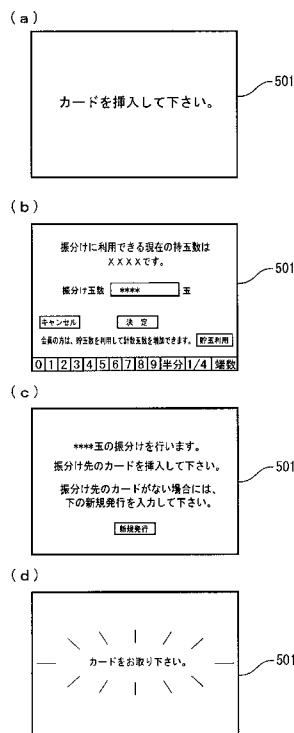 (a)
カードを挿入して下さい。
501
(b)
振分けに利用できる現在の持玉数は
XXXXです。
501
振分け玉数 **** 玉
キャンセル 決定
会員の方は、貯玉数を利用して計数玉数を増加できます。 貯玉利用
0 1 2 3 4 5 6 7 8 9 半分 1/4 端数
(c)
****玉の振分けを行います。
振分け先のカードを挿入して下さい。
501
振分け先のカードがない場合には、
下の新規発行を入力して下さい。
新規発行
(d)
カードをお取り下さい。
501